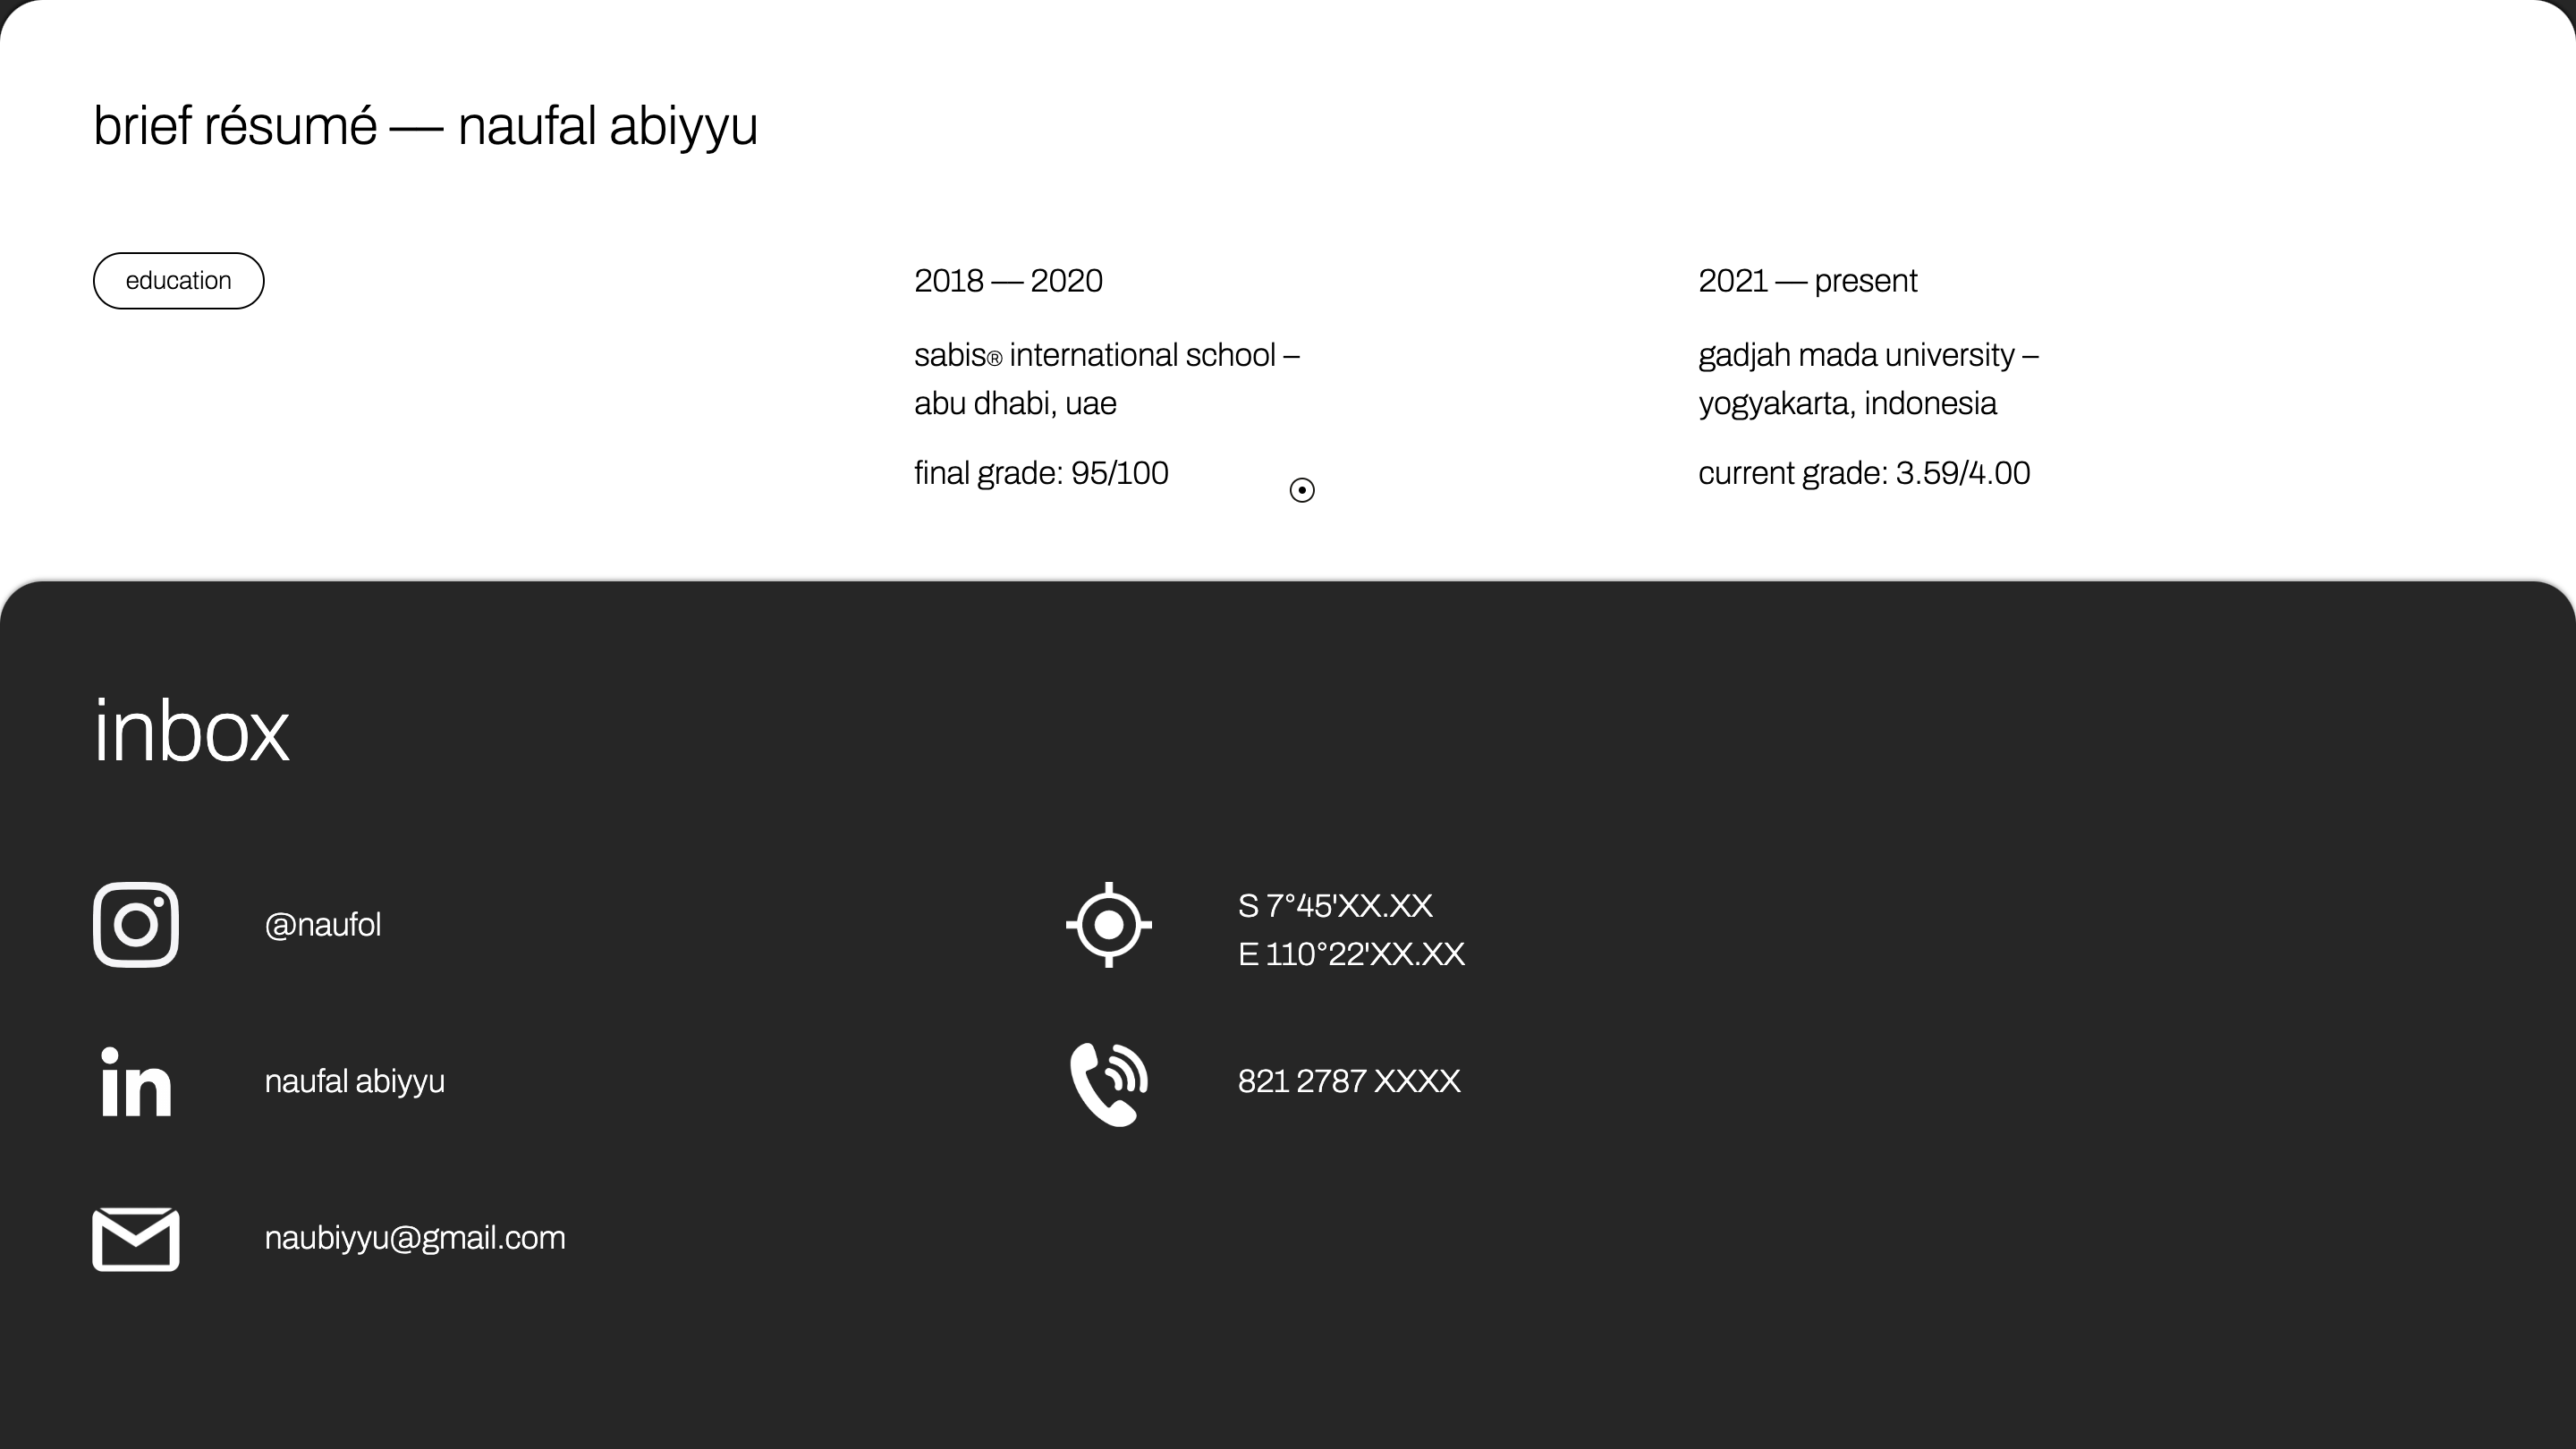 brief résumé — naufal abiyyu
education
2018 — 2020
sabis® international school –
abu dhabi, uae
final grade: 95/100
2021 — present
gadjah mada university –
yogyakarta, indonesia
current grade: 3.59/4.00
inbox
@naufol
in
naufal abiyyu
naubiyyu@gmail.com
S 7°45'XX.XX
E 110°22'XX.XX
821 2787 XXXX